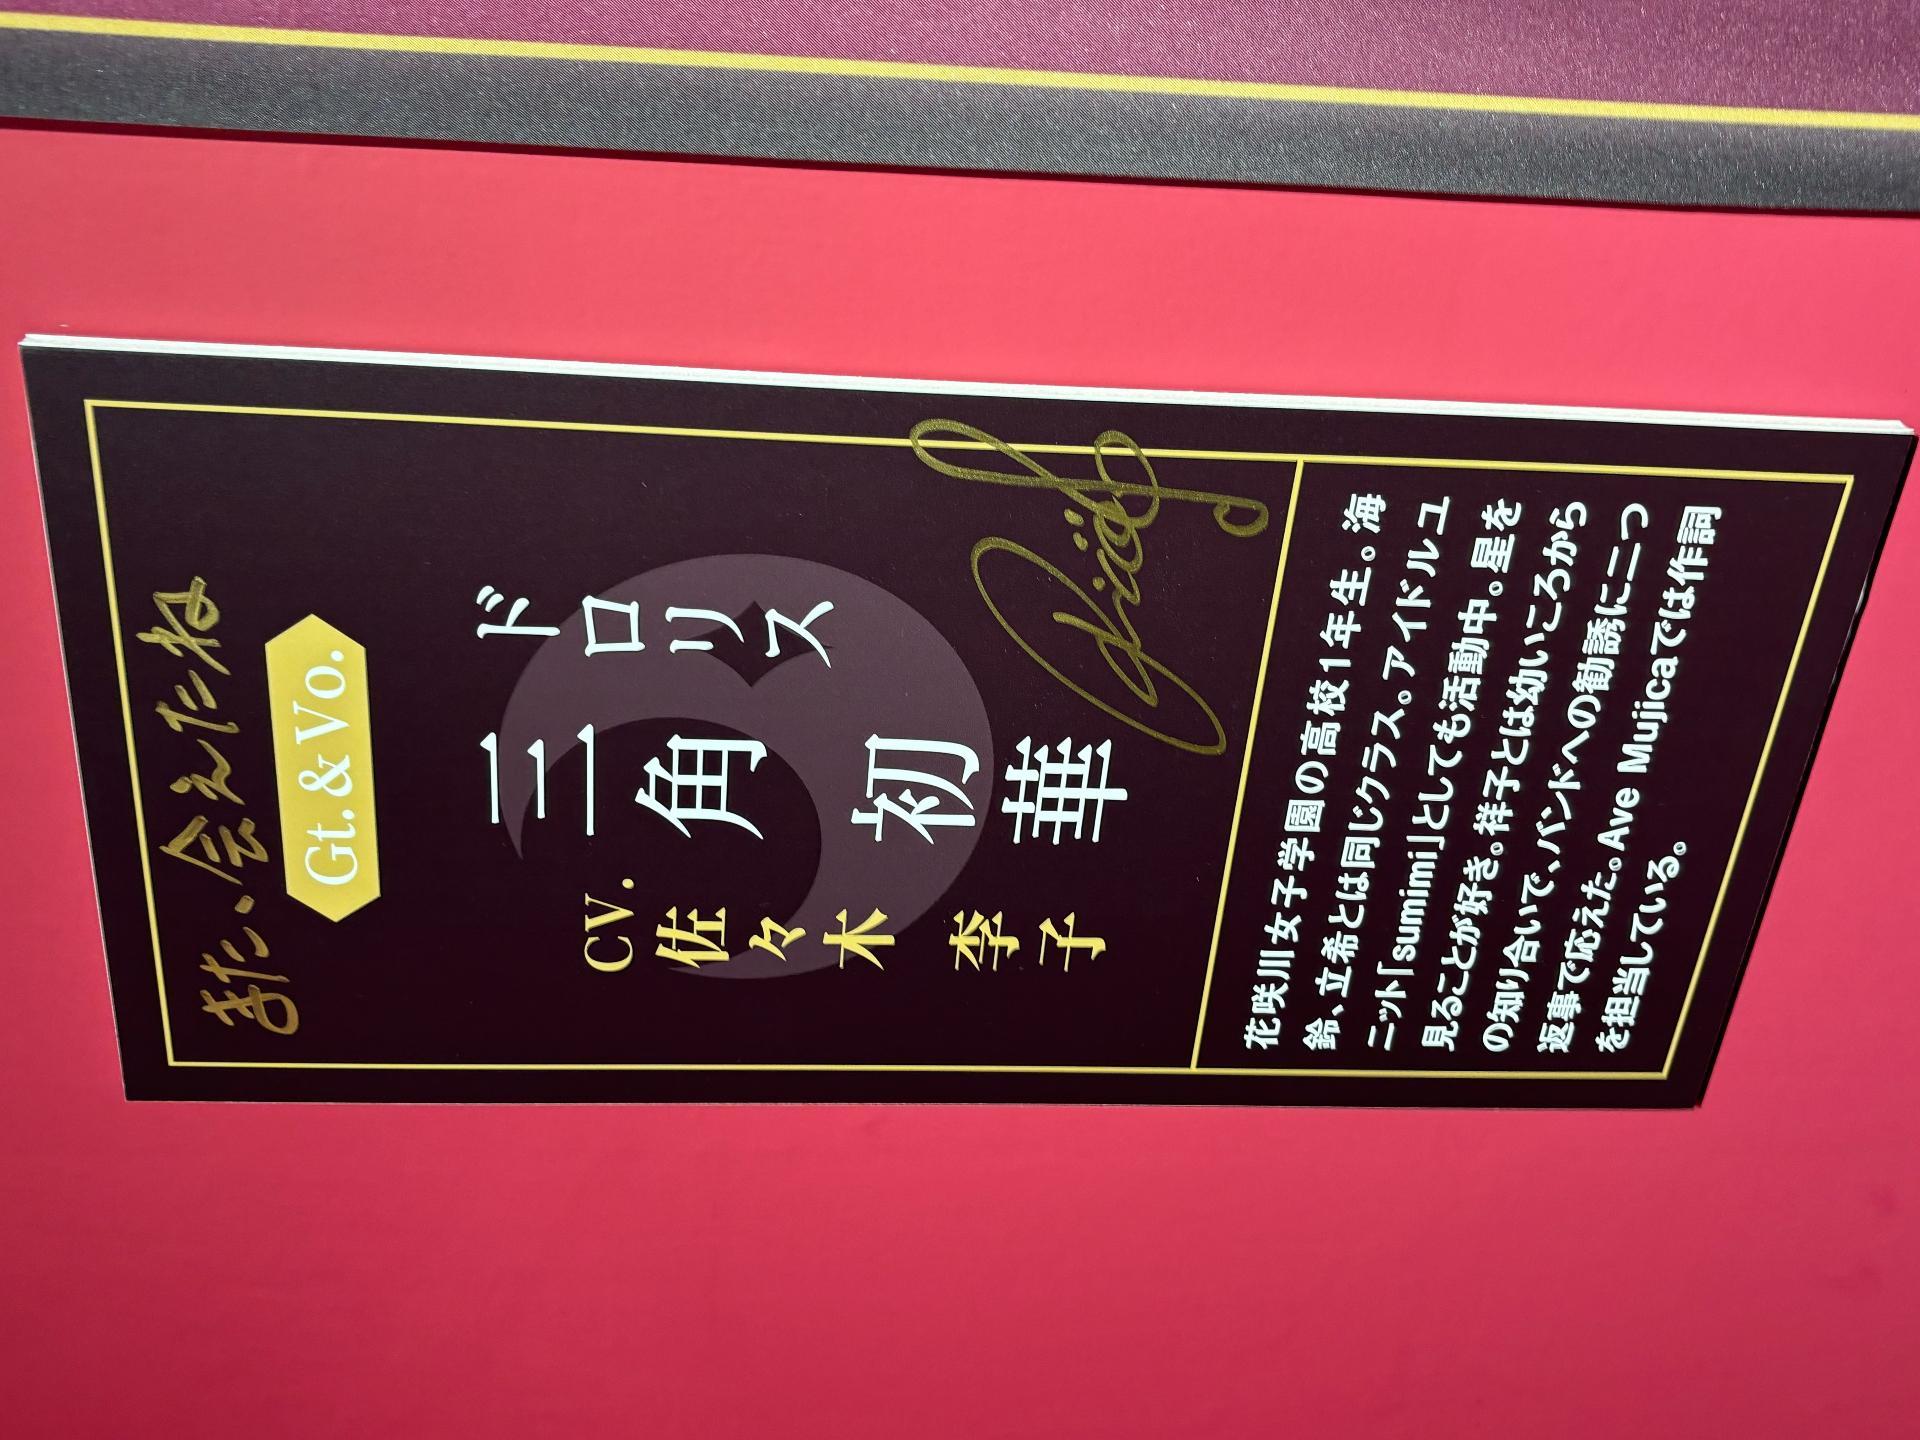 また、会えたね
Gt.&Vo.
ドロリス
三角 初華
CV.佐々木 李子
花咲川女子学園の高校1年生。海
鈴、立希とは同じクラス。アイドルユ
ニット「sumimi」としても活動中。星を
見ることが好き。祥子とは幼いころから
の知り合いで、バンドへの勧誘に二つ
返事で応えた。Ave Mujicaでは作詞
を担当している。